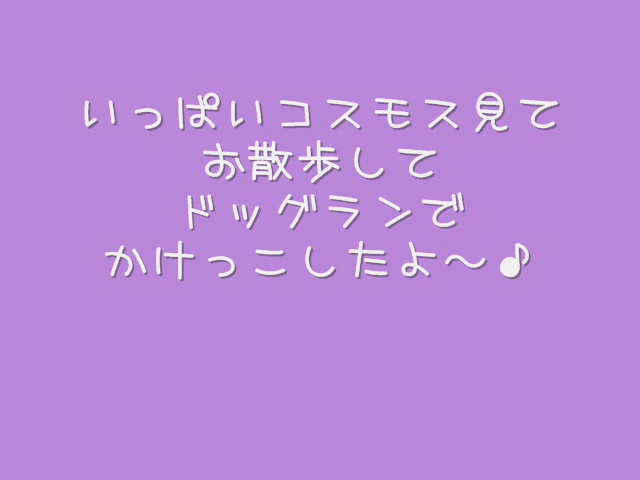 いっぱいコスモス見て
お散歩して
ドッグランで
かけっこしたよ～♪